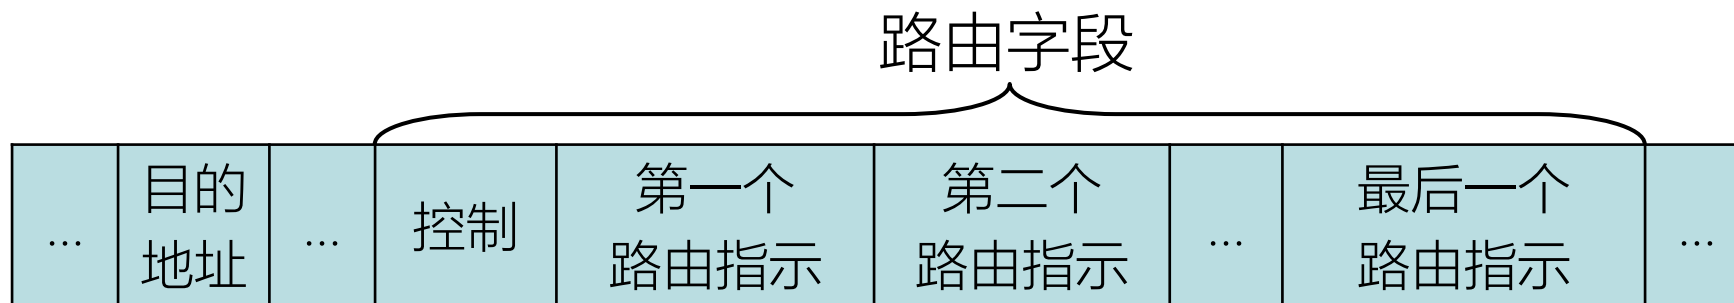 路由字段
…
目的
地址
…
控制
第一个
路由指示
第二个
路由指示
…
最后一个
路由指示
…